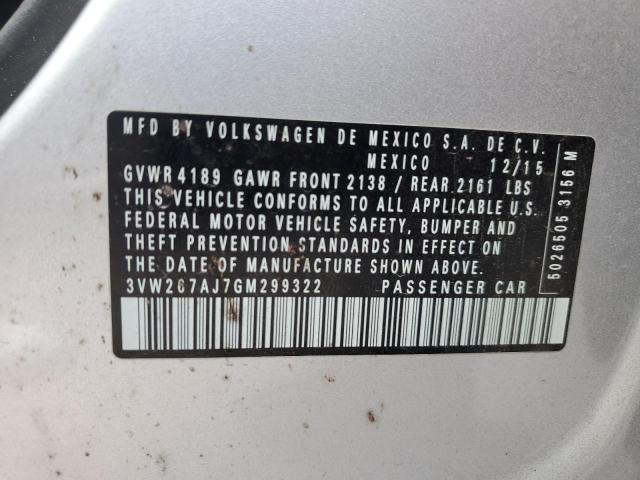 MFD BY VOLKSWAGEN DE MEXICO S.A. DE C.V.
MEXICO 12/15
GVWR 4189 GAWR FRONT 2138 / REAR 2161 LBS
THIS VEHICLE CONFORMS TO ALL APPLICABLE U.S.
FEDERAL MOTOR VEHICLE SAFETY, BUMPER AND
THEFT PREVENTION STANDARDS IN EFFECT ON
THE DATE OF MANUFACTURE SHOWN ABOVE.
3VW267AJ7GM299322 PASSENGER CAR
5026505 3156 M